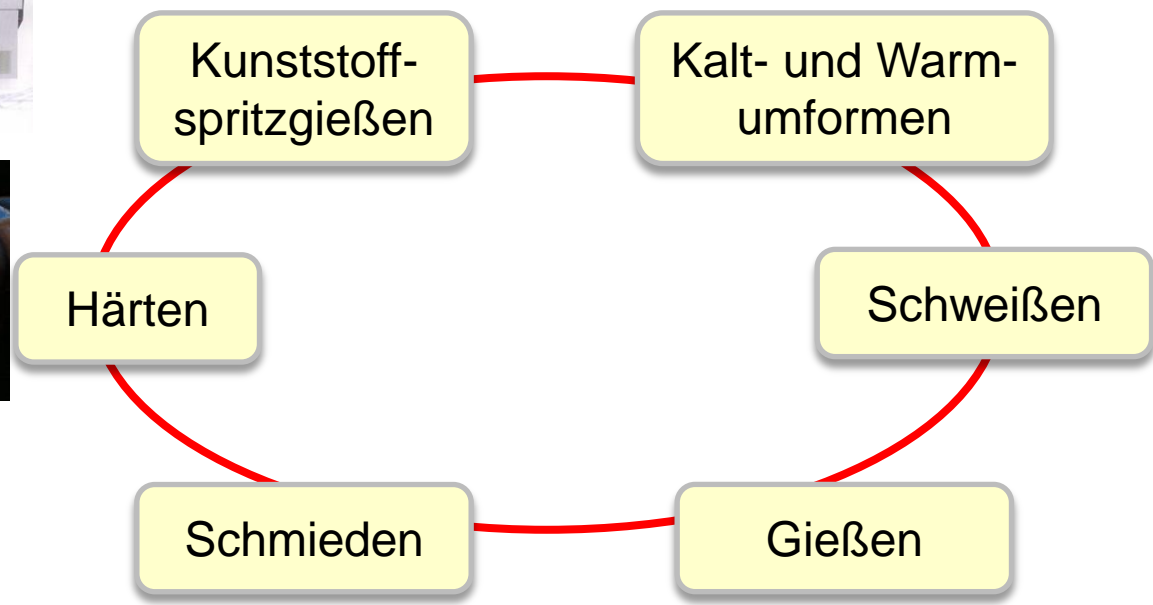 Kunststoff-
spritzgießen
Kalt- und Warm-
umformen
Härten
Schweißen
Schmieden
Gießen